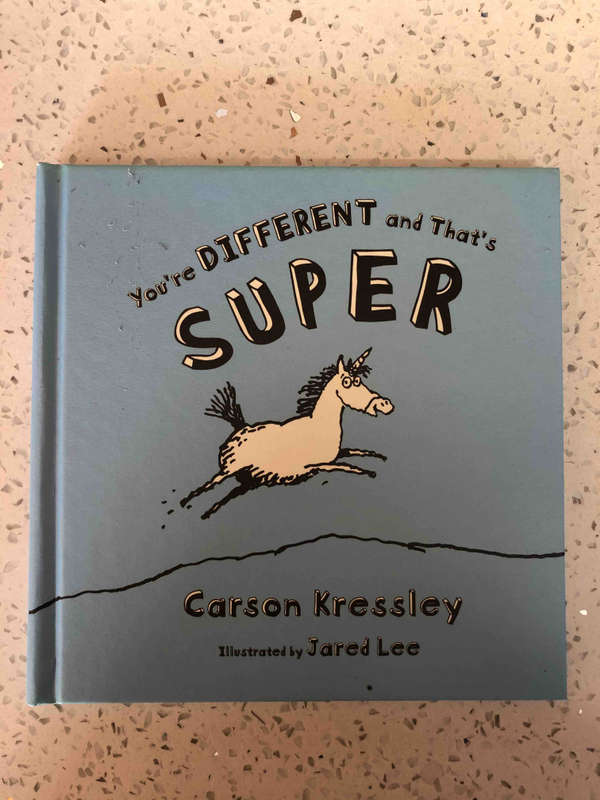 You're DIFFERENT and That's
SUPER
Carson Kressley
Illustrated by Jared Lee